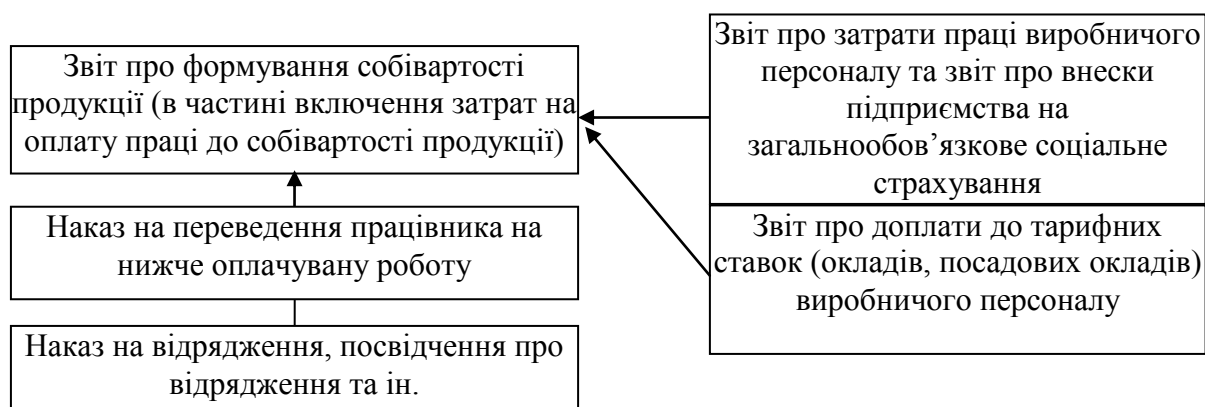 Звіт про формування собівартості
продукції (в частині включення затрат на
оплату праці до собівартості продукції)
Наказ на переведення працівника на
нижче оплачувану роботу
Наказ на відрядження, посвідчення про
відрядження та ін.
Звіт про затрати праці виробничого
персоналу та звіт про внески
підприємства на
загальнообов’язкове соціальне
страхування
Звіт про доплати до тарифних
ставок (окладів, посадових окладів)
виробничого персоналу